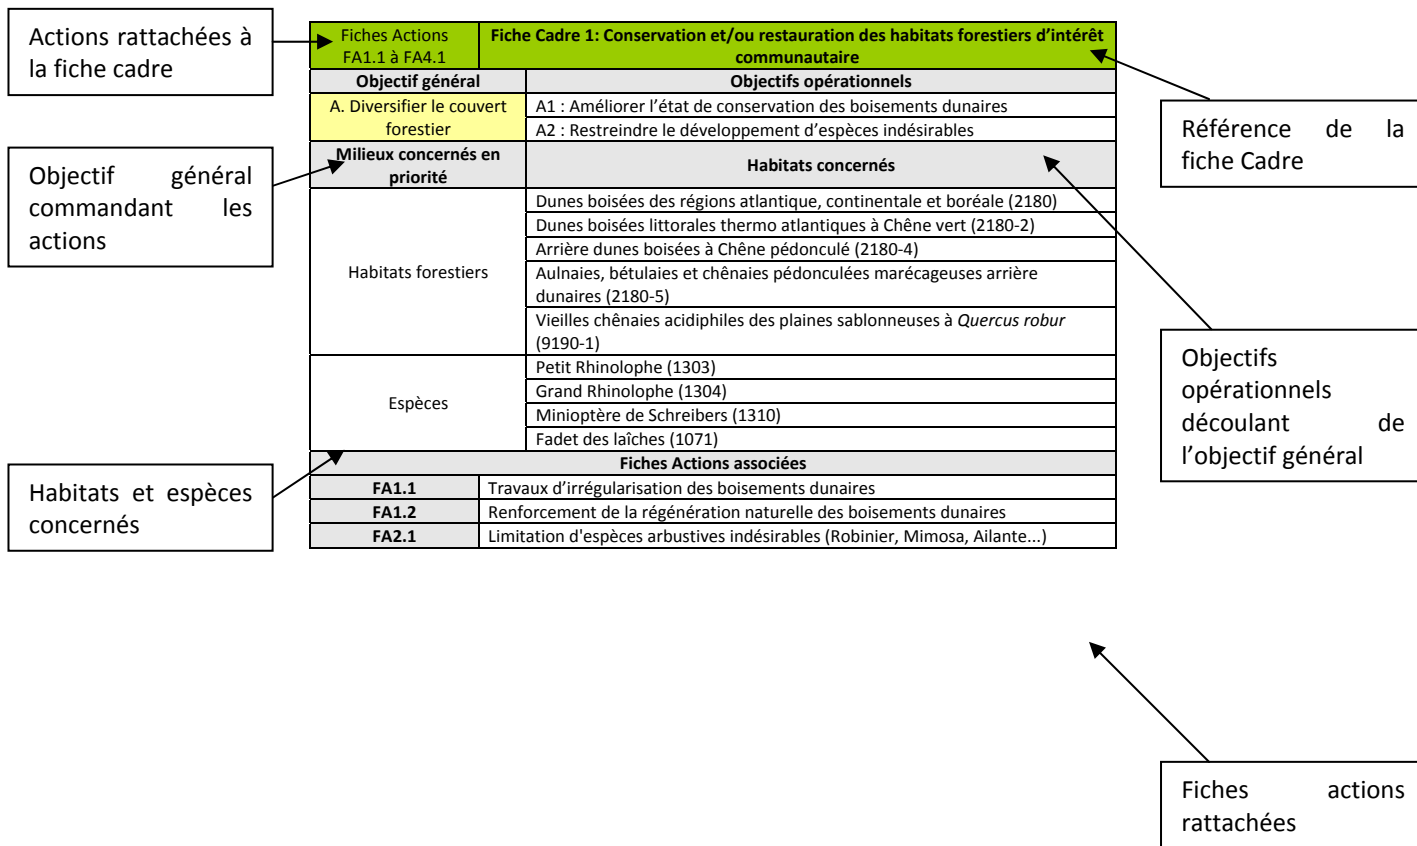 Actions rattachées à
la fiche cadre
Objectif général
commandant les
actions
Habitats et espèces
concernés
Fiches Actions
FA1.1 à FA4.1
Fiche Cadre 1: Conservation et/ou restauration des habitats forestiers d'intérêt
communautaire
Objectif général
Objectifs opérationnels
A. Diversifier le couvert
forestier
A1 : Améliorer l'état de conservation des boisements dunaires
A2 : Restreindre le développement d'espèces indésirables
Milieux concernés en
priorité
Habitats concernés
Habitats forestiers
Dunes boisées des régions atlantique, continentale et boréale (2180)
Dunes boisées littorales thermo atlantiques à Chêne vert (2180-2)
Arrière dunes boisées à Chêne pédonculé (2180-4)
Aulnaies, bétulaies et chênaies pédonculées marécageuses arrière
dunaires (2180-5)
Vieilles chênaies acidiphiles des plaines sablonneuses à Quercus robur
(9190-1)
Espèces
Petit Rhinolophe (1303)
Grand Rhinolophe (1304)
Minioptère de Schreibers (1310)
Fadet des laîches (1071)
Fiches Actions associées
FA1.1 Travaux d'irrégularisation des boisements dunaires
FA1.2 Renforcement de la régénération naturelle des boisements dunaires
FA2.1 Limitation d'espèces arbustives indésirables (Robinier, Mimosa, Ailante...)
Référence de la
fiche Cadre
Objectifs
opérationnels
découlant de
l'objectif général
Fiches actions
rattachées